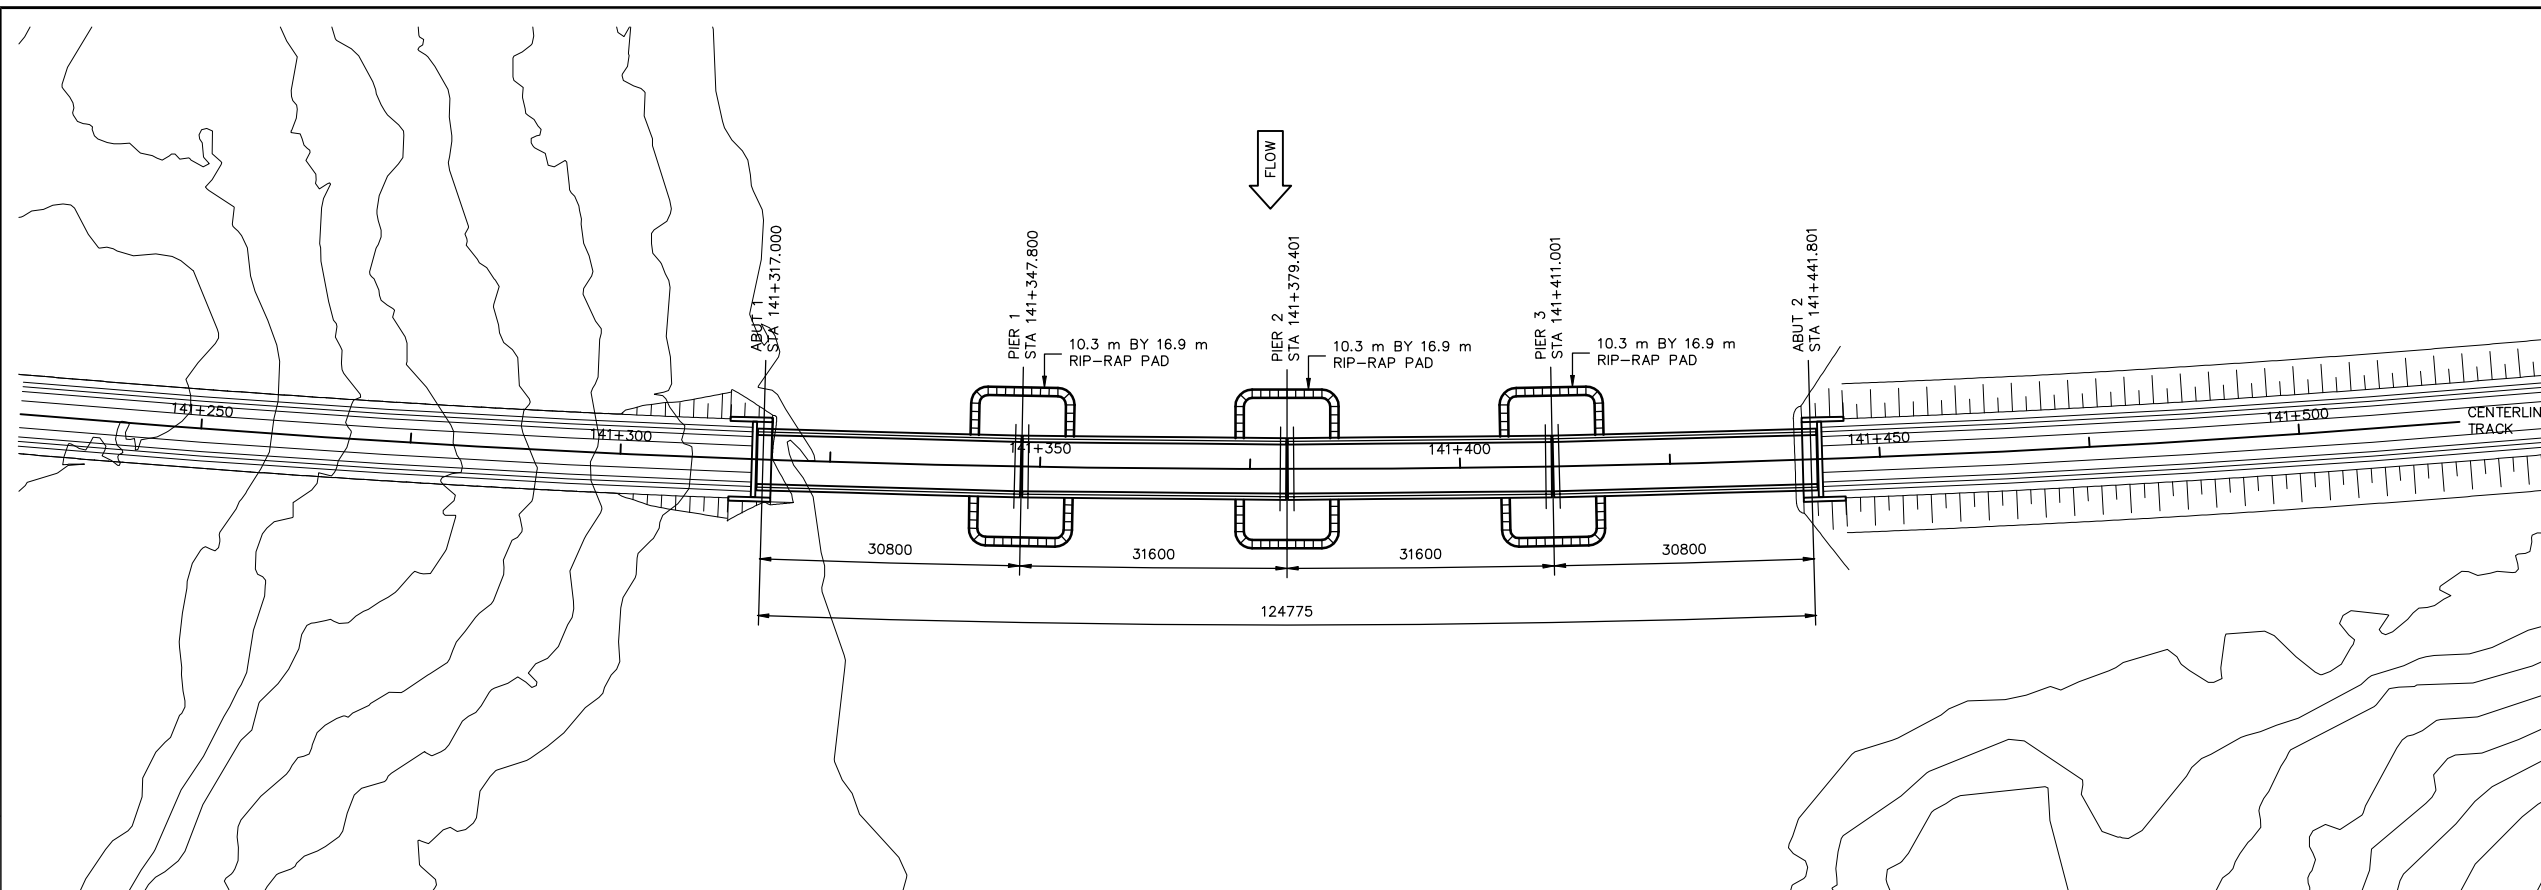 FLOW
ABUT 1
STA 141+317.000
PIER 1
STA 141+347.800
PIER 2
STA 141+379.401
PIER 3
STA 141+411.001
ABUT 2
STA 141+441.801
10.3 m BY 16.9 m
RIP-RAP PAD
10.3 m BY 16.9 m
RIP-RAP PAD
10.3 m BY 16.9 m
RIP-RAP PAD
141+250
141+300
141+350
141+400
141+450
141+500
CENTERLIN
TRACK
30800
31600
31600
30800
124775